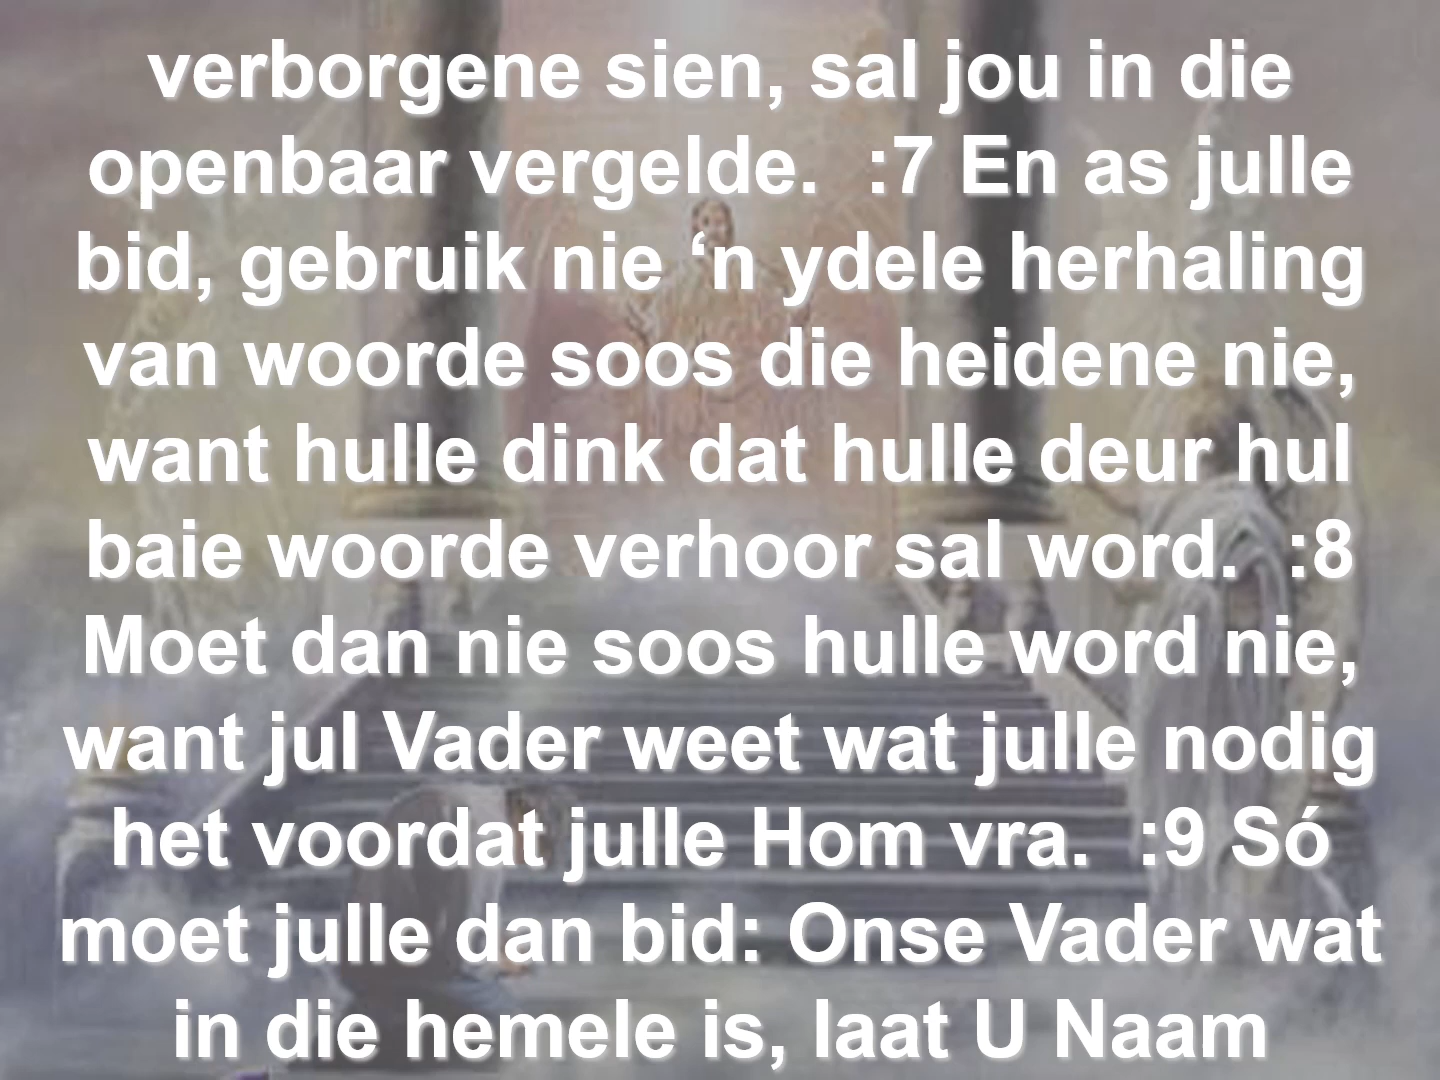 verborgene sien, sal jou in die
openbaar vergelde.  :7 En as julle
bid, gebruik nie ‘n ydele herhaling
van woorde soos die heidene nie,
want hulle dink dat hulle deur hul
baie woorde verhoor sal word.  :8
Moet dan nie soos hulle word nie,
want jul Vader weet wat julle nodig
het voordat julle Hom vra.  :9 Só
moet julle dan bid: Onse Vader wat
in die hemele is, laat U Naam